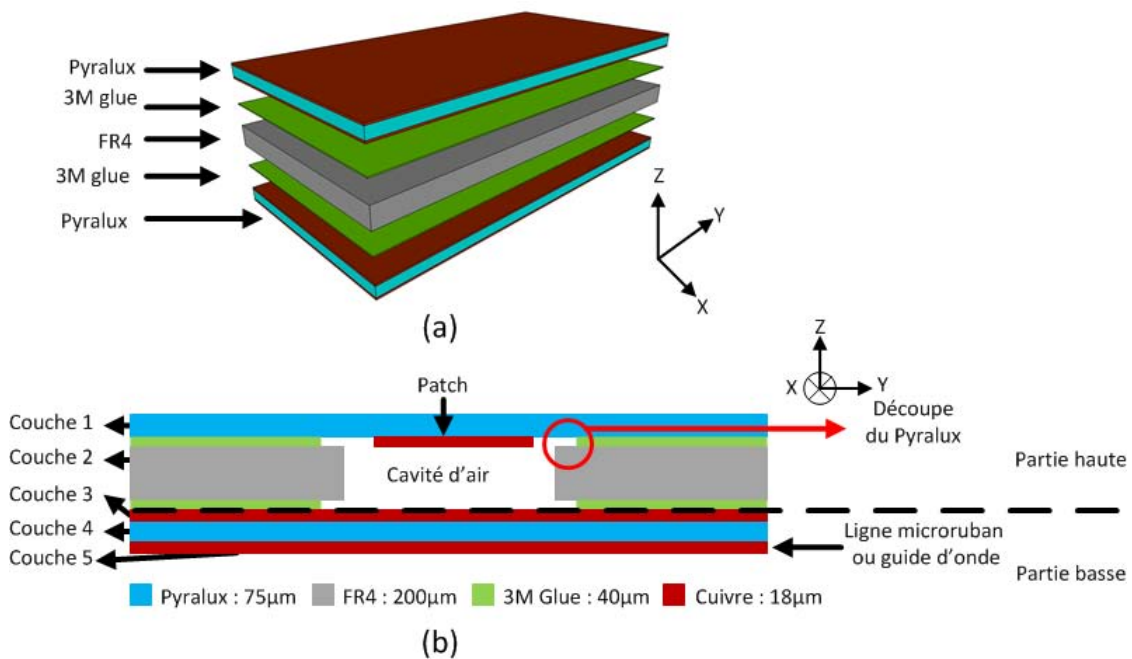 Pyralux
3M glue
FR4
3M glue
Pyralux
Z
Y
X
(a)
Z
X
Y
Patch
Découpe
du Pyralux
Couche 1
Couche 2
Cavité d'air
Partie haute
Couche 3
Couche 4
Couche 5
Ligne microruban
ou guide d'onde
Partie basse
Pyralux : 75µm
FR4 : 200µm
3M Glue : 40µm
Cuivre : 18µm
(b)